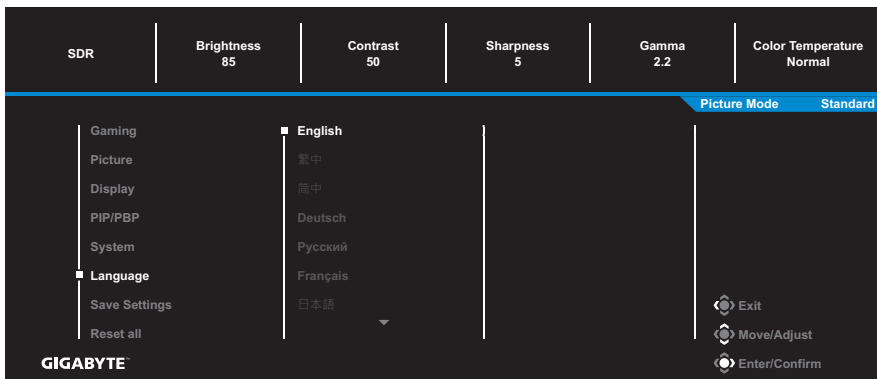 SDR
Brightness
85
Contrast
50
Sharpness
5
Gamma
2.2
Color Temperature
Normal
Picture Mode Standard
Gaming
Picture
Display
PIP/PBP
System
Language
Save Settings
Reset all
English
繁中
简中
Deutsch
Русский
Français
日本語
Exit
Move/Adjust
Enter/Confirm
GIGABYTE™